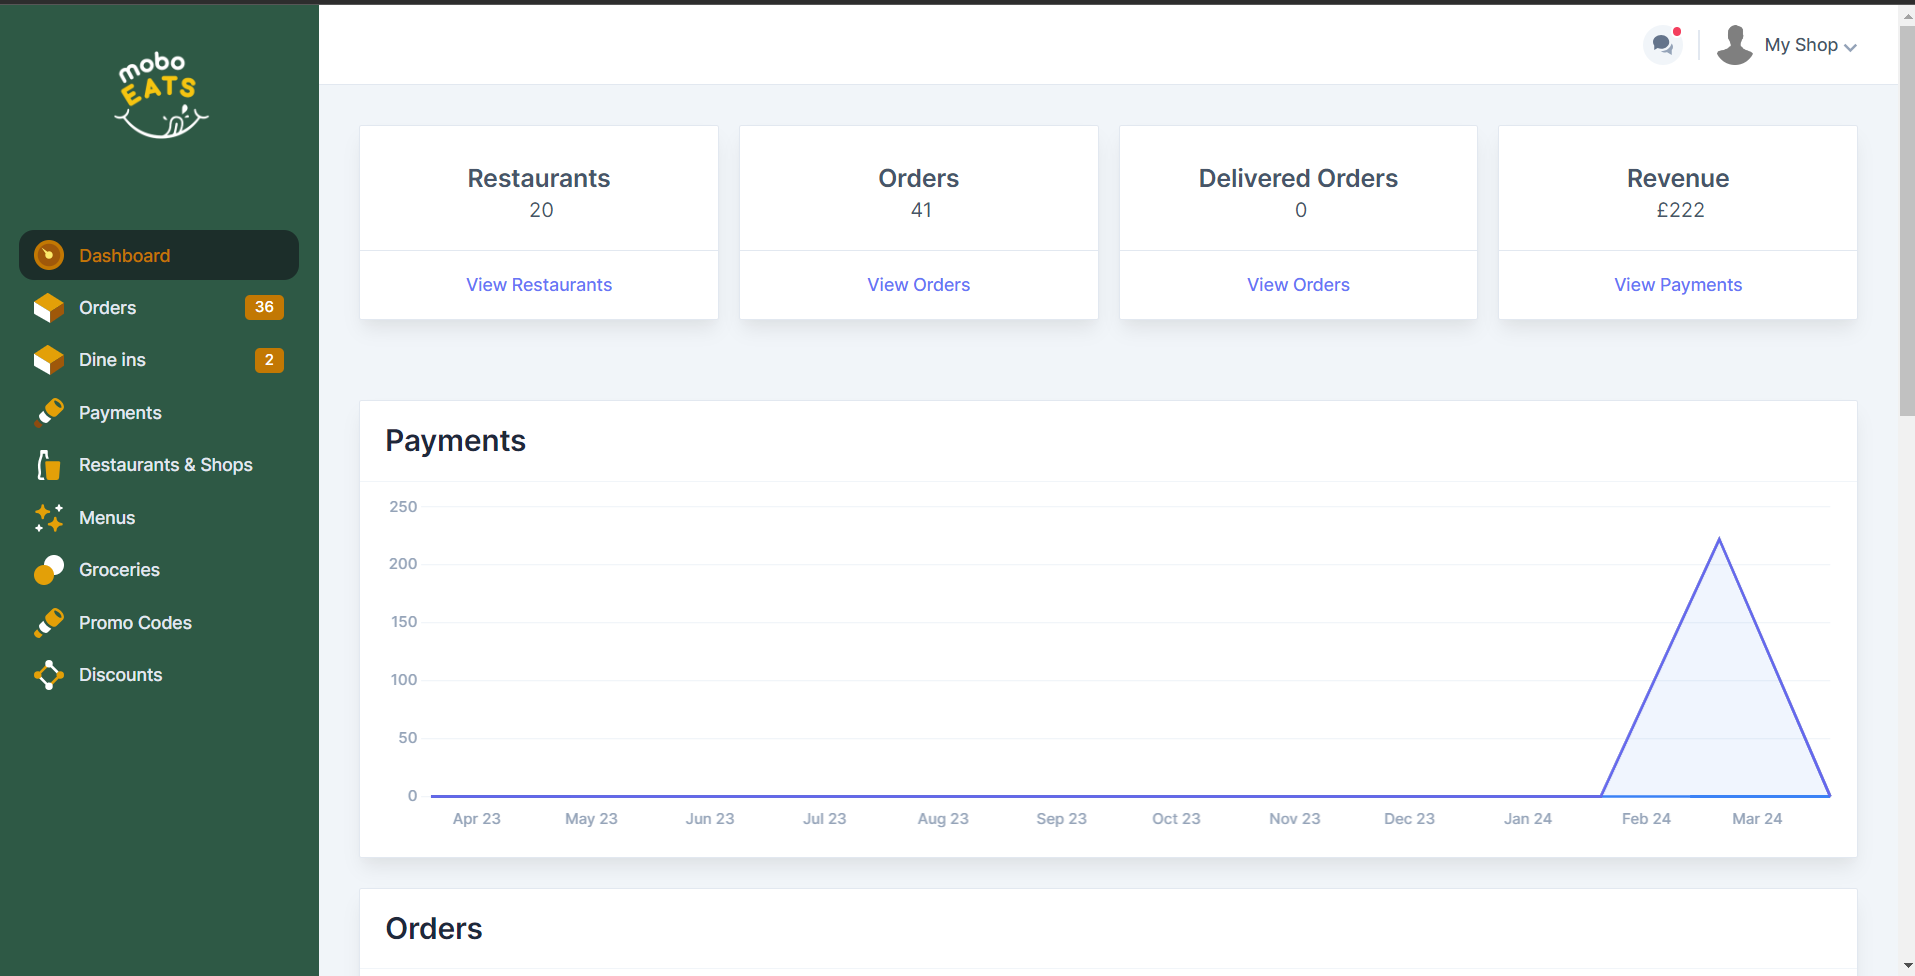 mobo
EATS
My Shop
Dashboard
Orders 36
Dine ins 2
Payments
Restaurants & Shops
Menus
Groceries
Promo Codes
Discounts
Restaurants
20
View Restaurants
Orders
41
View Orders
Delivered Orders
0
View Orders
Revenue
£222
View Payments
Payments
250
200
150
100
50
0
Apr 23 May 23 Jun 23 Jul 23 Aug 23 Sep 23 Oct 23 Nov 23 Dec 23 Jan 24 Feb 24 Mar 24
Orders